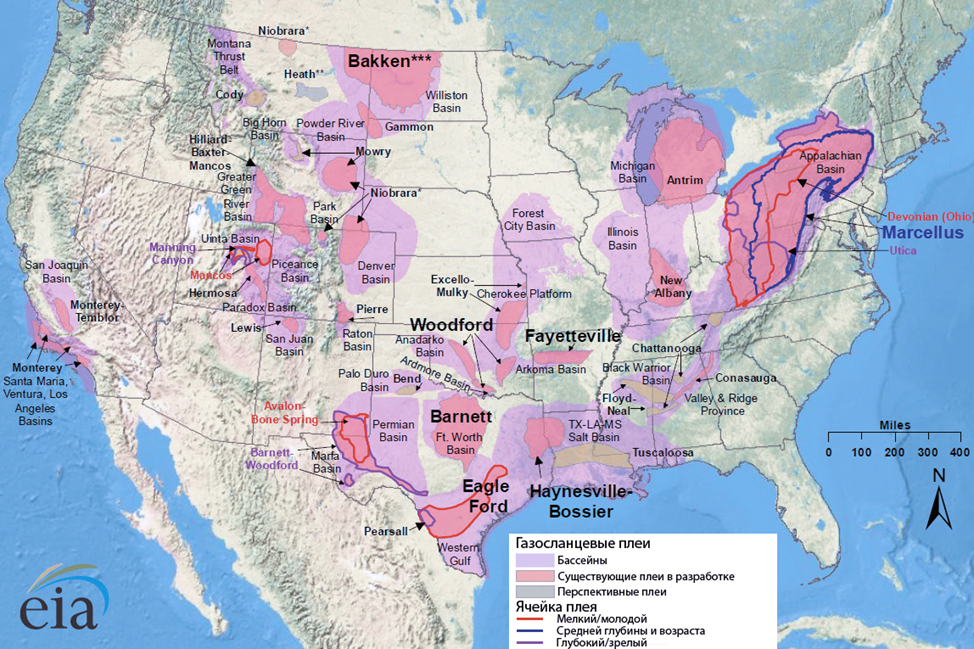 Niobrara*
Montana
Thrust
Belt
Bakken***
Heath**
Cody
Williston
Basin
Big Horn
Basin
Powder River
Basin
Gammon
Hilliard-
Baxter-
Mancos
Mowry
Michigan
Basin
Antrim
Appalachian
Basin
Greater
Green
River
Basin
Niobrara*
Park
Basin
Forest
City Basin
Illinois
Basin
Devonian (Ohio)
Marcellus
Utica
Uinta Basin
Manning
Canyon
San Joaquin
Basin
Mancos
Piceance
Basin
Denver
Basin
Hermosa
Excello-
Mulky
Cherokee Platform
New
Albany
Monterey-
Temblor
Paradox Basin
Pierre
Lewis
San Juan
Basin
Raton
Basin
Woodford
Anadarko
Basin
Fayetteville
Chattanooga
Monterey
Santa Maria,
Ventura, Los
Angeles
Basins
Palo Duro
Basin
Bend
Ardmore Basin
Arkoma Basin
Black Warrior
Basin
Conasauga
Floyd-
Neal
Valley & Ridge
Province
Avalon-
Bone Spring
Permian
Basin
Barnett
Ft. Worth
Basin
TX-LA-MS
Salt Basin
Tuscaloosa
Miles
0 100 200 300 400
Barnett-
Woodford
Marfa
Basin
Eagle
Ford
Haynesville-
Bossier
N
Pearsall
Western
Gulf
Газосланцевые плеи
Бассейны
Существующие плеи в разработке
Перспективные плеи
Ячейка плея
Мелкий/молодой
Средней глубины и возраста
Глубокий/зрелый
eia